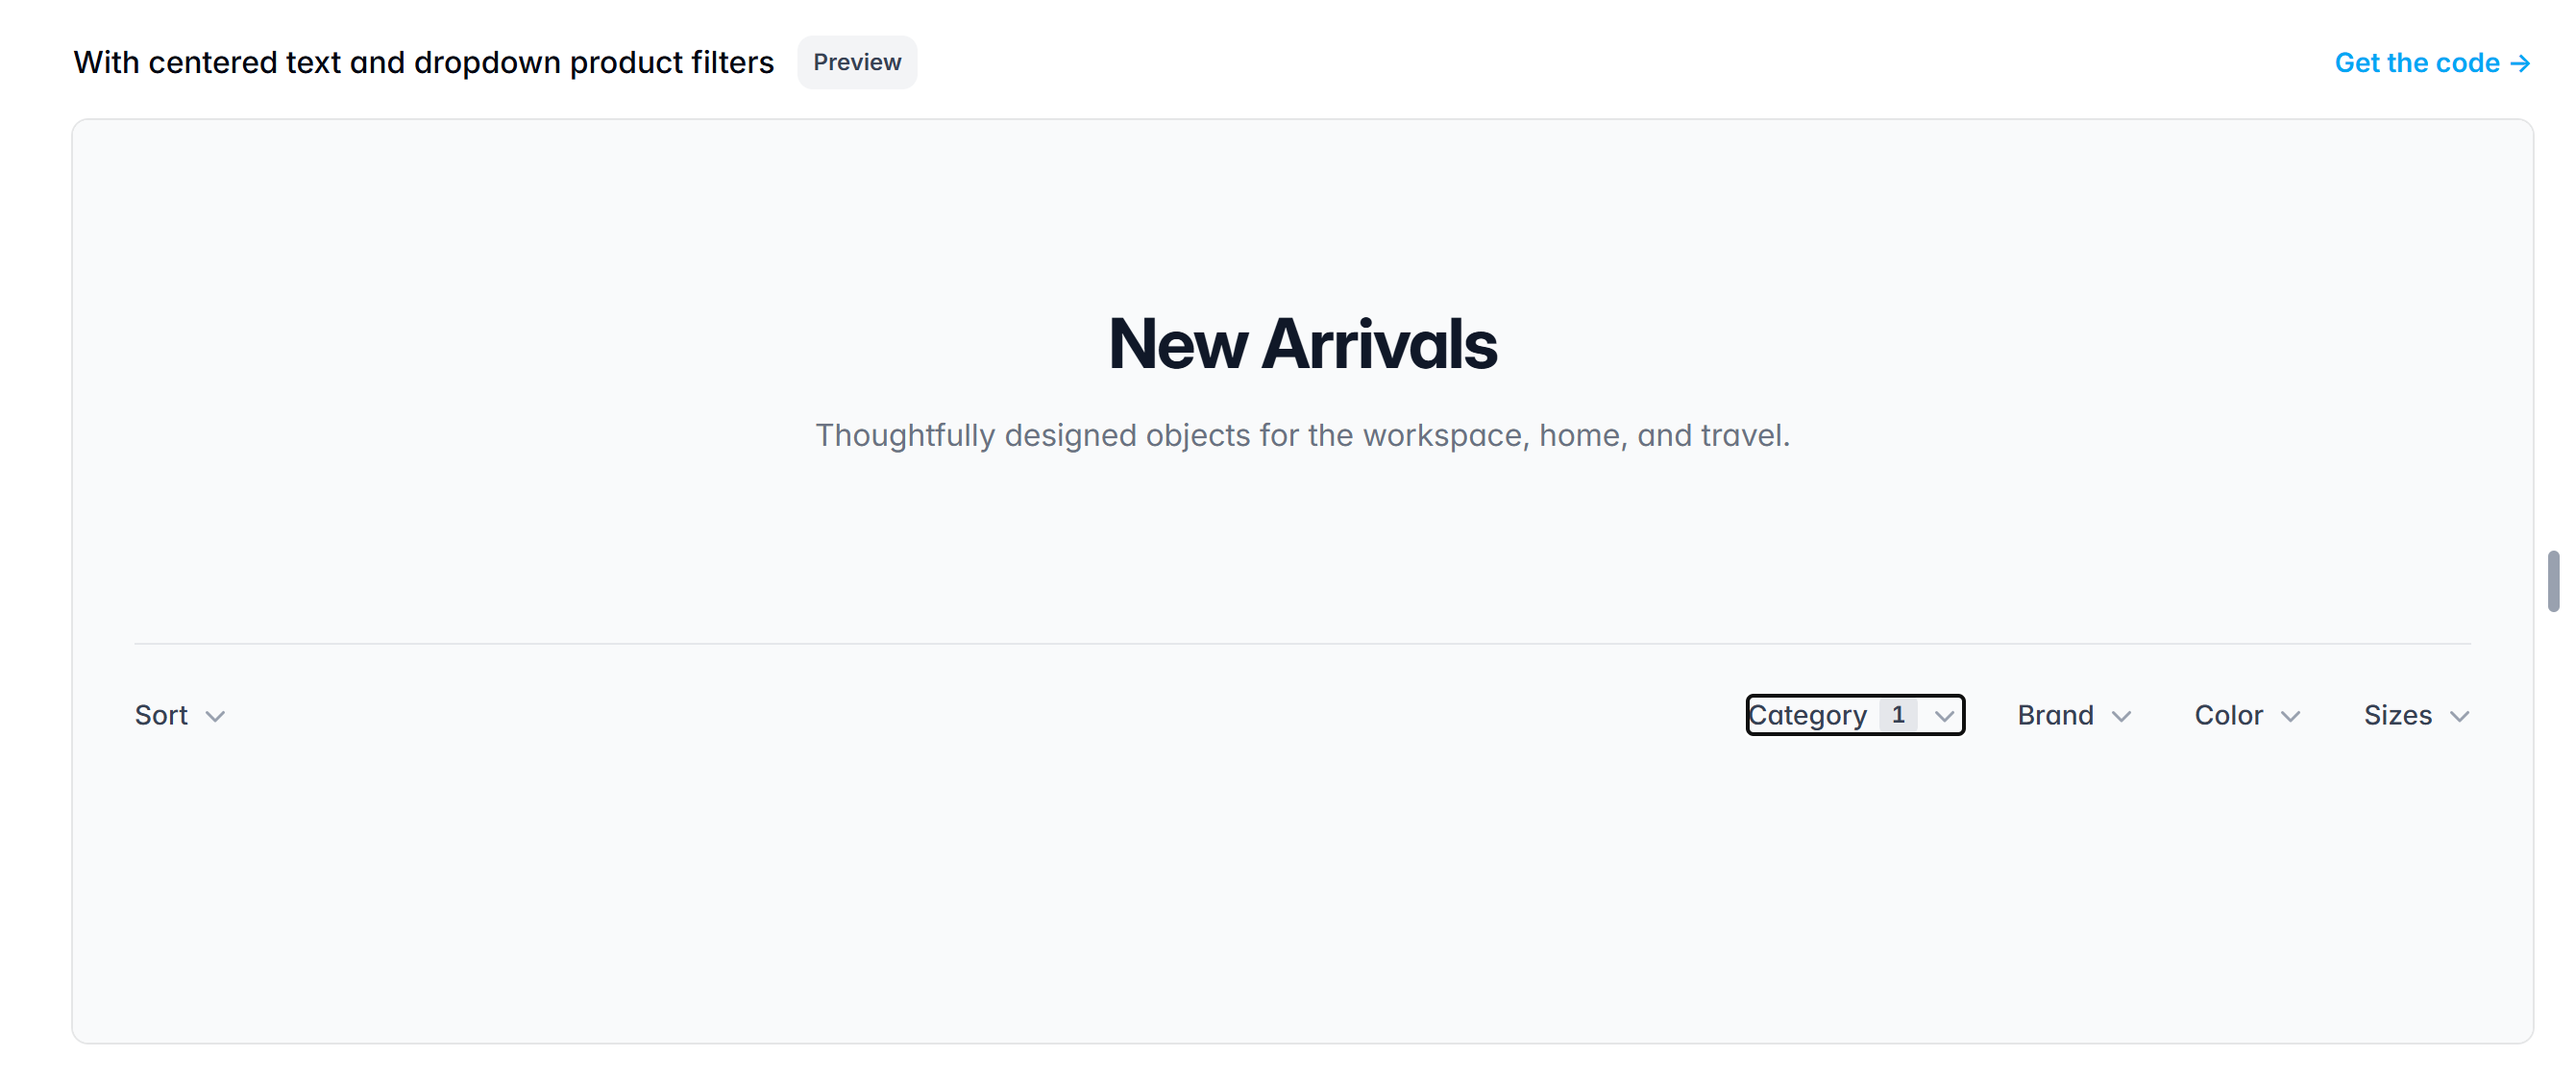 With centered text and dropdown product filters Preview Get the code →
New Arrivals
Thoughtfully designed objects for the workspace, home, and travel.
Sort Category 1 Brand Color Sizes